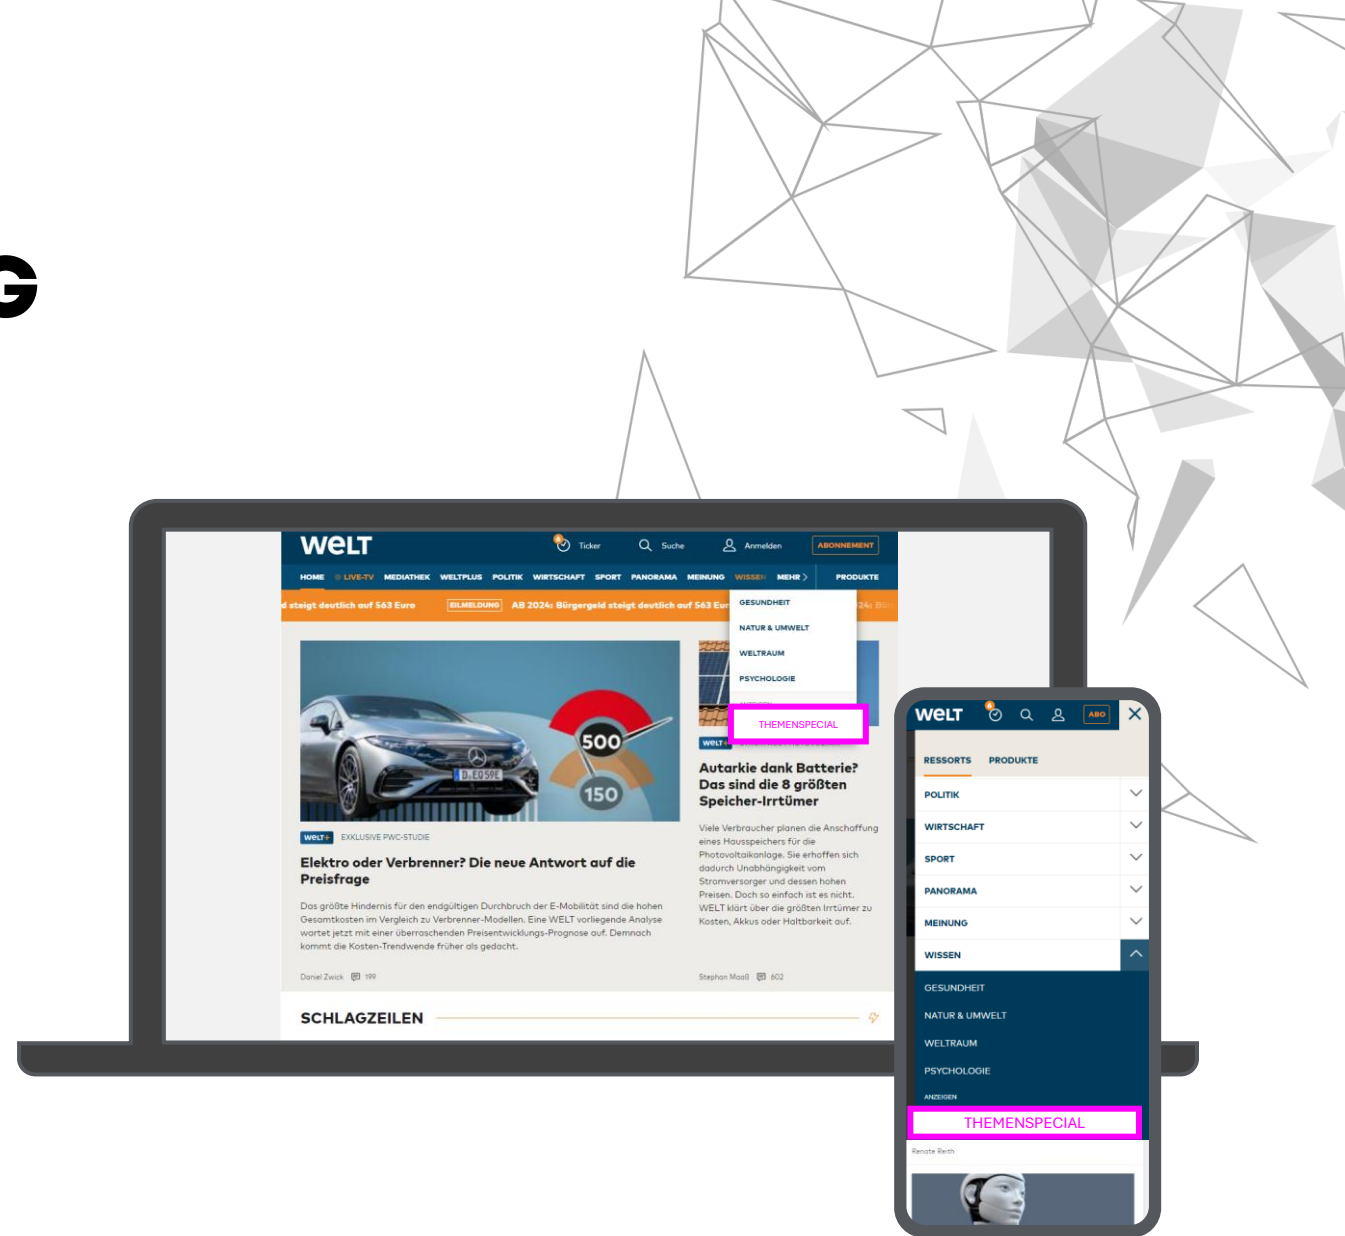 G
WELT
6 Ticker
Suche
Anmelden
ABONNEMENT
HOME LIVE-TV MEDIATHEK WELTPLUS POLITIK WIRTSCHAFT SPORT PANORAMA MEINUNG WISSEN MEHR PRODUKTE
d steigt deutlich auf 563 Euro EILMELDUNG AB 2024: Bürgergeld steigt deutlich auf 563 Eur
GESUNDHEIT
NATUR & UMWELT
WELTRAUM
PSYCHOLOGIE
THEMENSPECIAL
500
150
D:EQ59E
WELT+ EXKLUSIVE PWC-STUDIE
Elektro oder Verbrenner? Die neue Antwort auf die
Preisfrage
Das größte Hindernis für den endgültigen Durchbruch der E-Mobilität sind die hohen
Gesamtkosten im Vergleich zu Verbrenner-Modellen. Eine WELT vorliegende Analyse
wartet jetzt mit einer überraschenden Preisentwicklungs-Prognose auf. Demnach
kommt die Kosten-Trendwende früher als gedacht.
Daniel Zwick 199
WELT+
Autarkie dank Batterie?
Das sind die 8 größten
Speicher-Irrtümer
Viele Verbraucher planen die Anschaffung
eines Hausspeichers für die
Photovoltaikanlage. Sie erhoffen sich
dadurch Unabhängigkeit vom
Stromversorger und dessen hohen
Preisen. Doch so einfach ist es nicht.
WELT klärt über die größten Irrtümer zu
Kosten, Akkus oder Haltbarkeit auf.
Stephan Maaß 602
SCHLAGZEILEN
WELT 6 ABO
RESSORTS PRODUKTE
POLITIK
WIRTSCHAFT
SPORT
PANORAMA
MEINUNG
WISSEN
GESUNDHEIT
NATUR & UMWELT
WELTRAUM
PSYCHOLOGIE
ANZEIGEN
THEMENSPECIAL
Renate Reith